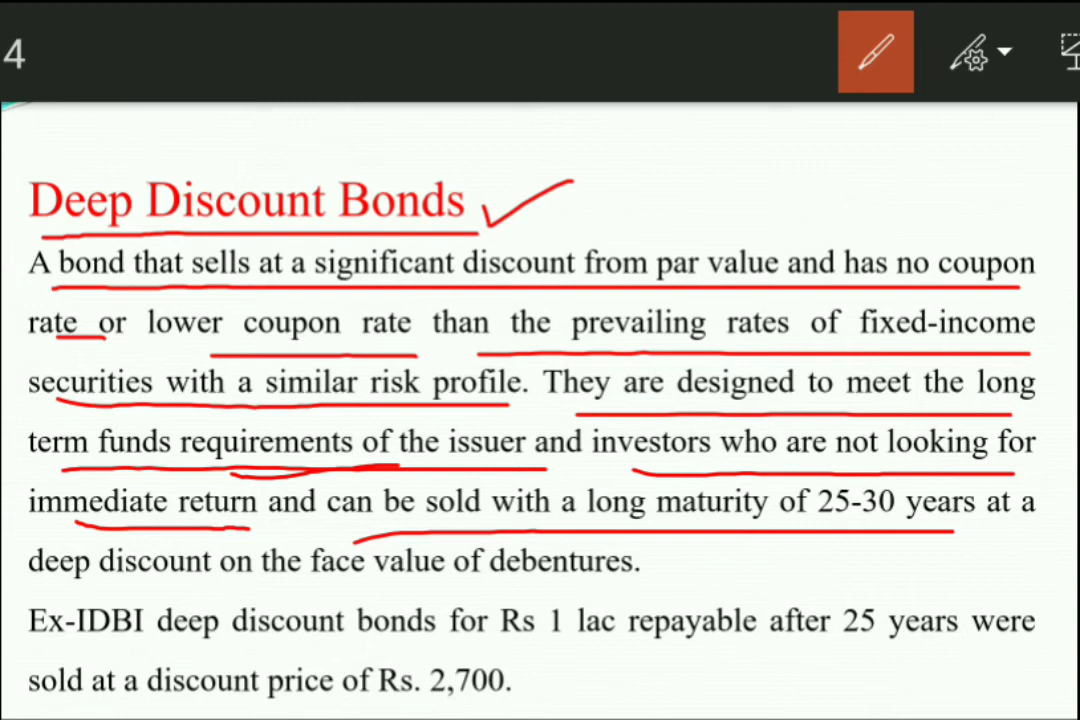 4
Deep Discount Bonds
A bond that sells at a significant discount from par value and has no coupon
rate or lower coupon rate than the prevailing rates of fixed-income
securities with a similar risk profile. They are designed to meet the long
term funds requirements of the issuer and investors who are not looking for
immediate return and can be sold with a long maturity of 25-30 years at a
deep discount on the face value of debentures.
Ex-IDBI deep discount bonds for Rs 1 lac repayable after 25 years were
sold at a discount price of Rs. 2,700.